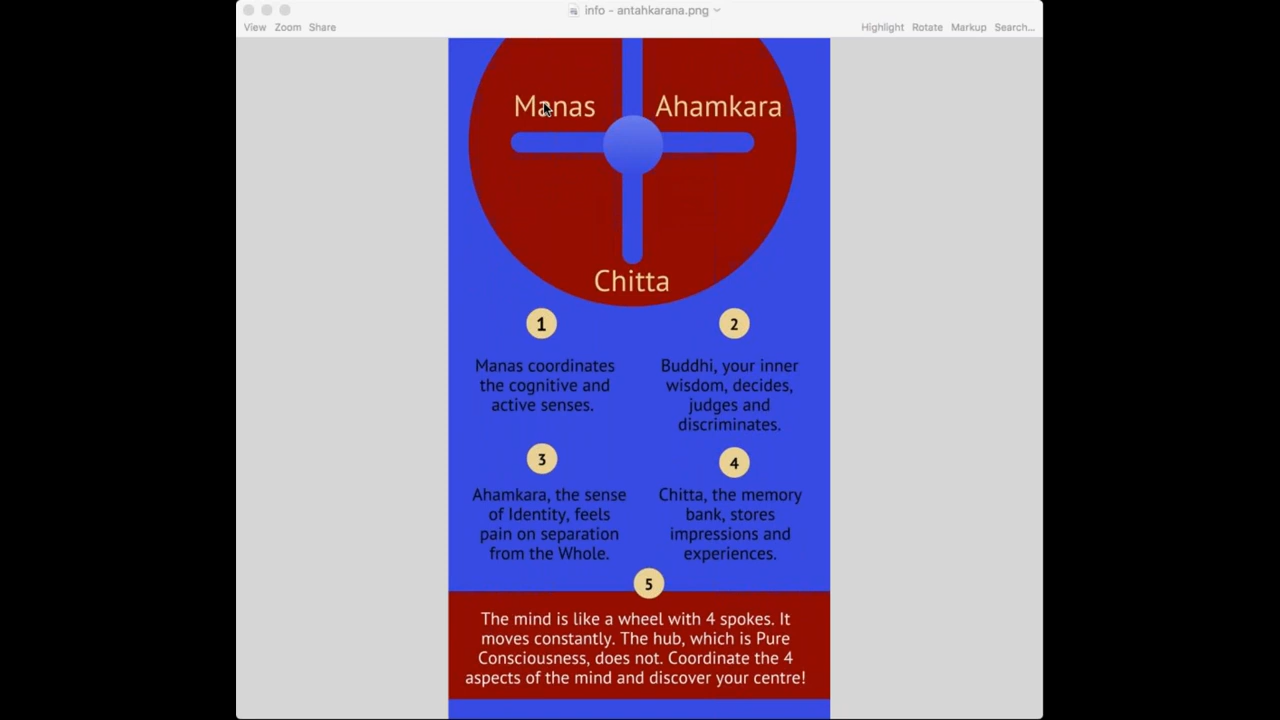 info - antahkarana.png
View Zoom Share
Highlight Rotate Markup Search...
Manas
Ahamkara
Chitta
1
Manas coordinates
the cognitive and
active senses.
2
Buddhi, your inner
wisdom, decides,
judges and
discriminates.
3
Ahamkara, the sense
of Identity, feels
pain on separation
from the Whole.
4
Chitta, the memory
bank, stores
impressions and
experiences.
5
The mind is like a wheel with 4 spokes. It
moves constantly. The hub, which is Pure
Consciousness, does not. Coordinate the 4
aspects of the mind and discover your centre!